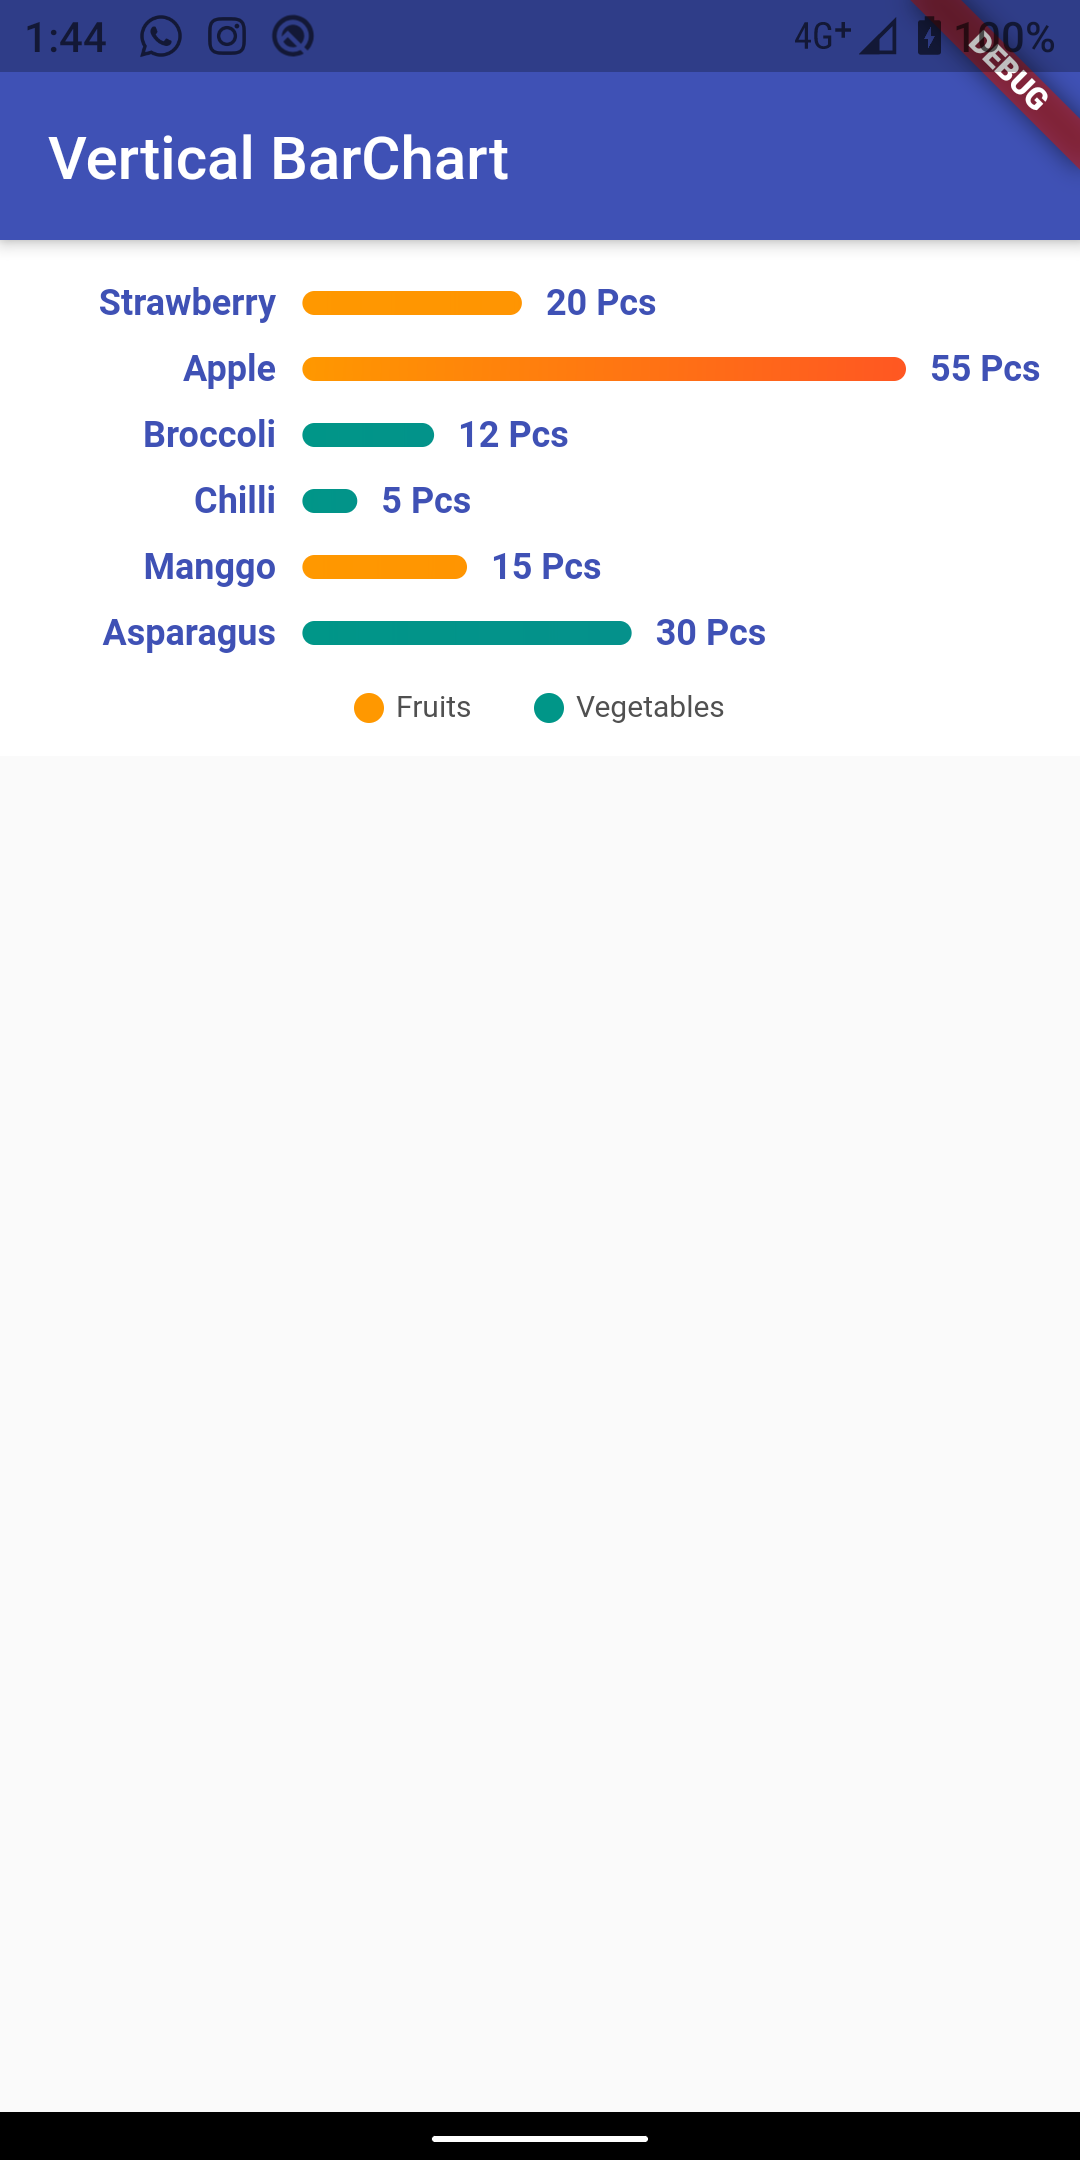 1:44 4G+ 100%
DEBUG
Vertical BarChart
Strawberry 20 Pcs
Apple 55 Pcs
Broccoli 12 Pcs
Chilli 5 Pcs
Manggo 15 Pcs
Asparagus 30 Pcs
Fruits Vegetables